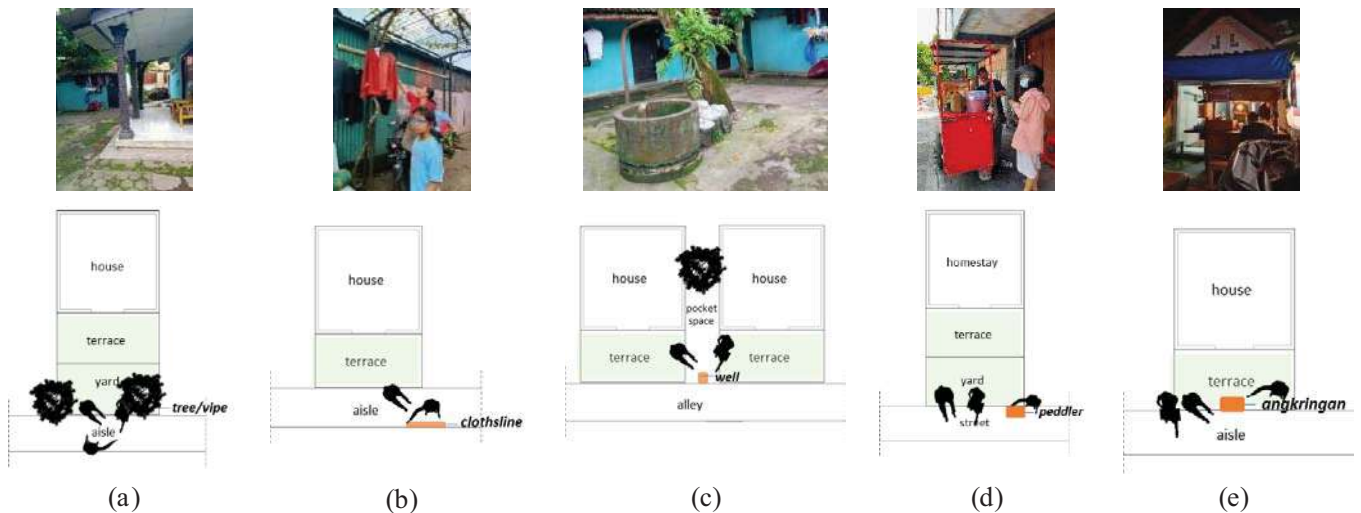 house
terrace
yard
tree/vipe
aisle
(a)
house
terrace
aisle
clothsline
(b)
house
house
pocket
space
terrace
terrace
well
alley
(c)
homestay
terrace
yard
peddler
street
(d)
house
terrace
angkringan
aisle
(e)